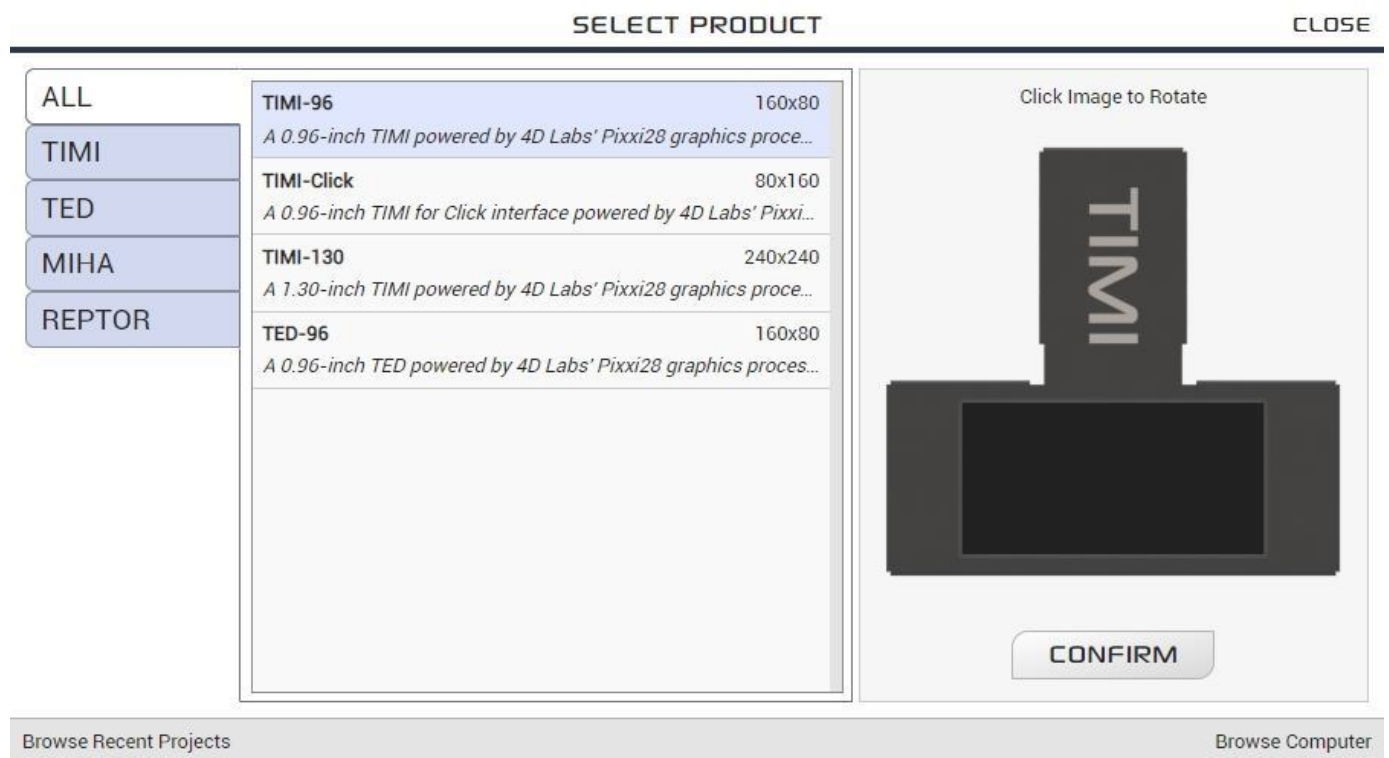 SELECT PRODUCT
CLOSE
ALL
TIMI
TED
MIHA
REPTOR
TIMI-96 160x80
A 0.96-inch TIMI powered by 4D Labs' Pixxi28 graphics proce...
TIMI-Click 80x160
A 0.96-inch TIMI for Click interface powered by 4D Labs' Pixxi...
TIMI-130 240x240
A 1.30-inch TIMI powered by 4D Labs' Pixxi28 graphics proce...
TED-96 160x80
A 0.96-inch TED powered by 4D Labs' Pixxi28 graphics proces...
Click Image to Rotate
TIMI
CONFIRM
Browse Recent Projects
Browse Computer